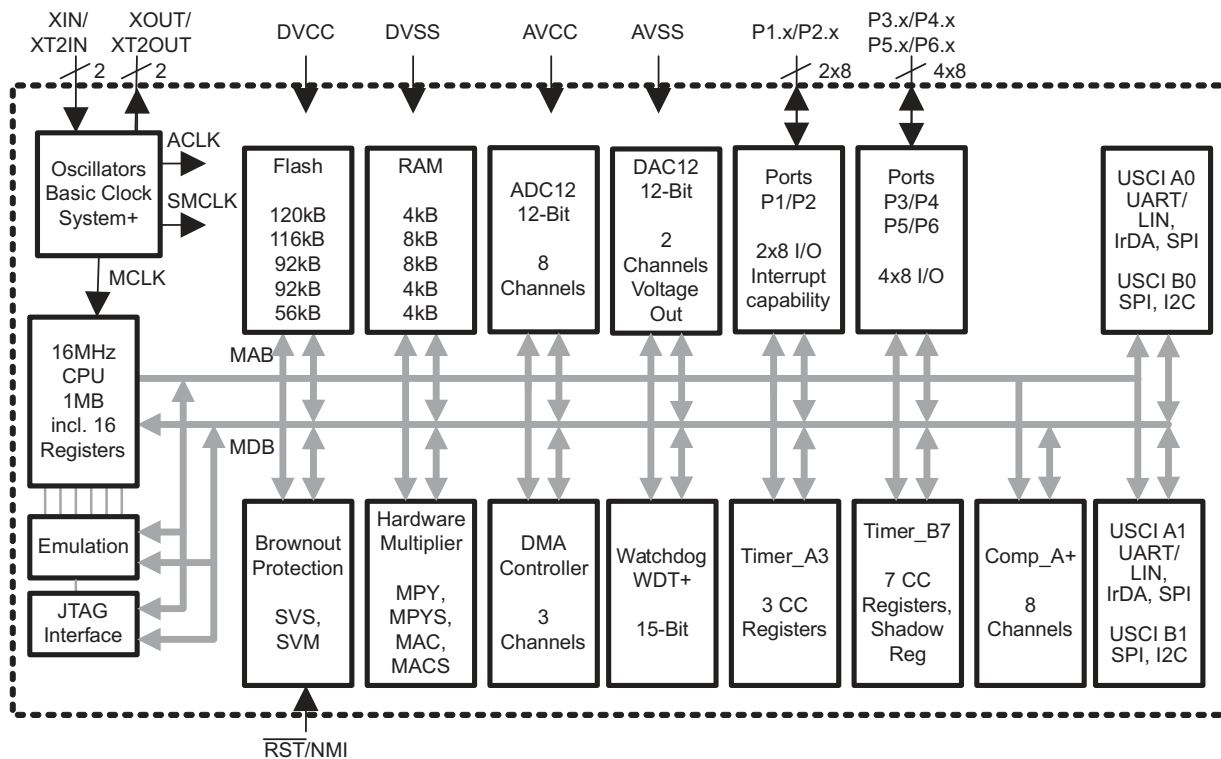 XIN/
XT2IN
XOUT/
XT2OUT
DVCC
DVSS
AVCC
AVSS
P1.x/P2.x
P3.x/P4.x
P5.x/P6.x
2
2
2x8
4x8
Oscillators
Basic Clock
System+
ACLK
SMCLK
MCLK
Flash
120kB
116kB
92kB
92kB
56kB
RAM
4kB
8kB
8kB
4kB
4kB
ADC12
12-Bit
8
Channels
DAC12
12-Bit
2
Channels
Voltage
Out
Ports
P1/P2
2x8 I/O
Interrupt
capability
Ports
P3/P4
P5/P6
4x8 I/O
USCI A0
UART/
LIN,
IrDA, SPI
USCI B0
SPI, I2C
16MHz
CPU
1MB
incl. 16
Registers
MAB
MDB
Emulation
JTAG
Interface
Brownout
Protection
SVS,
SVM
Hardware
Multiplier
MPY,
MPYS,
MAC,
MACS
DMA
Controller
3
Channels
Watchdog
WDT+
15-Bit
Timer_A3
3 CC
Registers
Timer_B7
7 CC
Registers,
Shadow
Reg
Comp_A+
8
Channels
USCI A1
UART/
LIN,
IrDA, SPI
USCI B1
SPI, I2C
RST/NMI